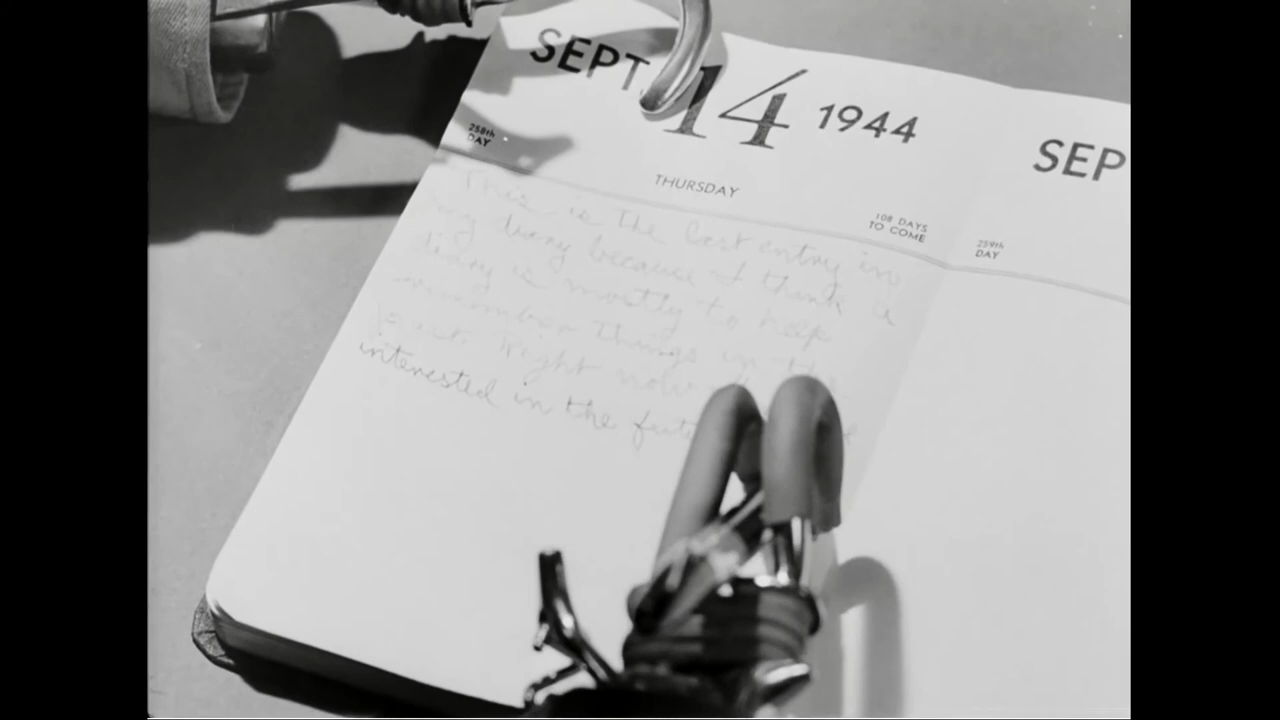 SEPT 14 1944
SEP
258th
DAY
THURSDAY
108 DAYS
TO COME
259th
DAY
This is the last entry in
my diary because I think a
diary is mostly to help
remember things in the
past. Right now
interested in the